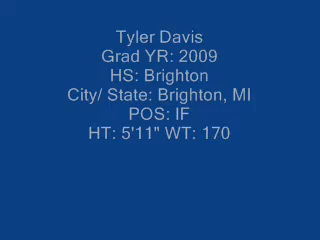 Tyler Davis
Grad YR: 2009
HS: Brighton
City/ State: Brighton, MI
POS: IF
HT: 5'11" WT: 170